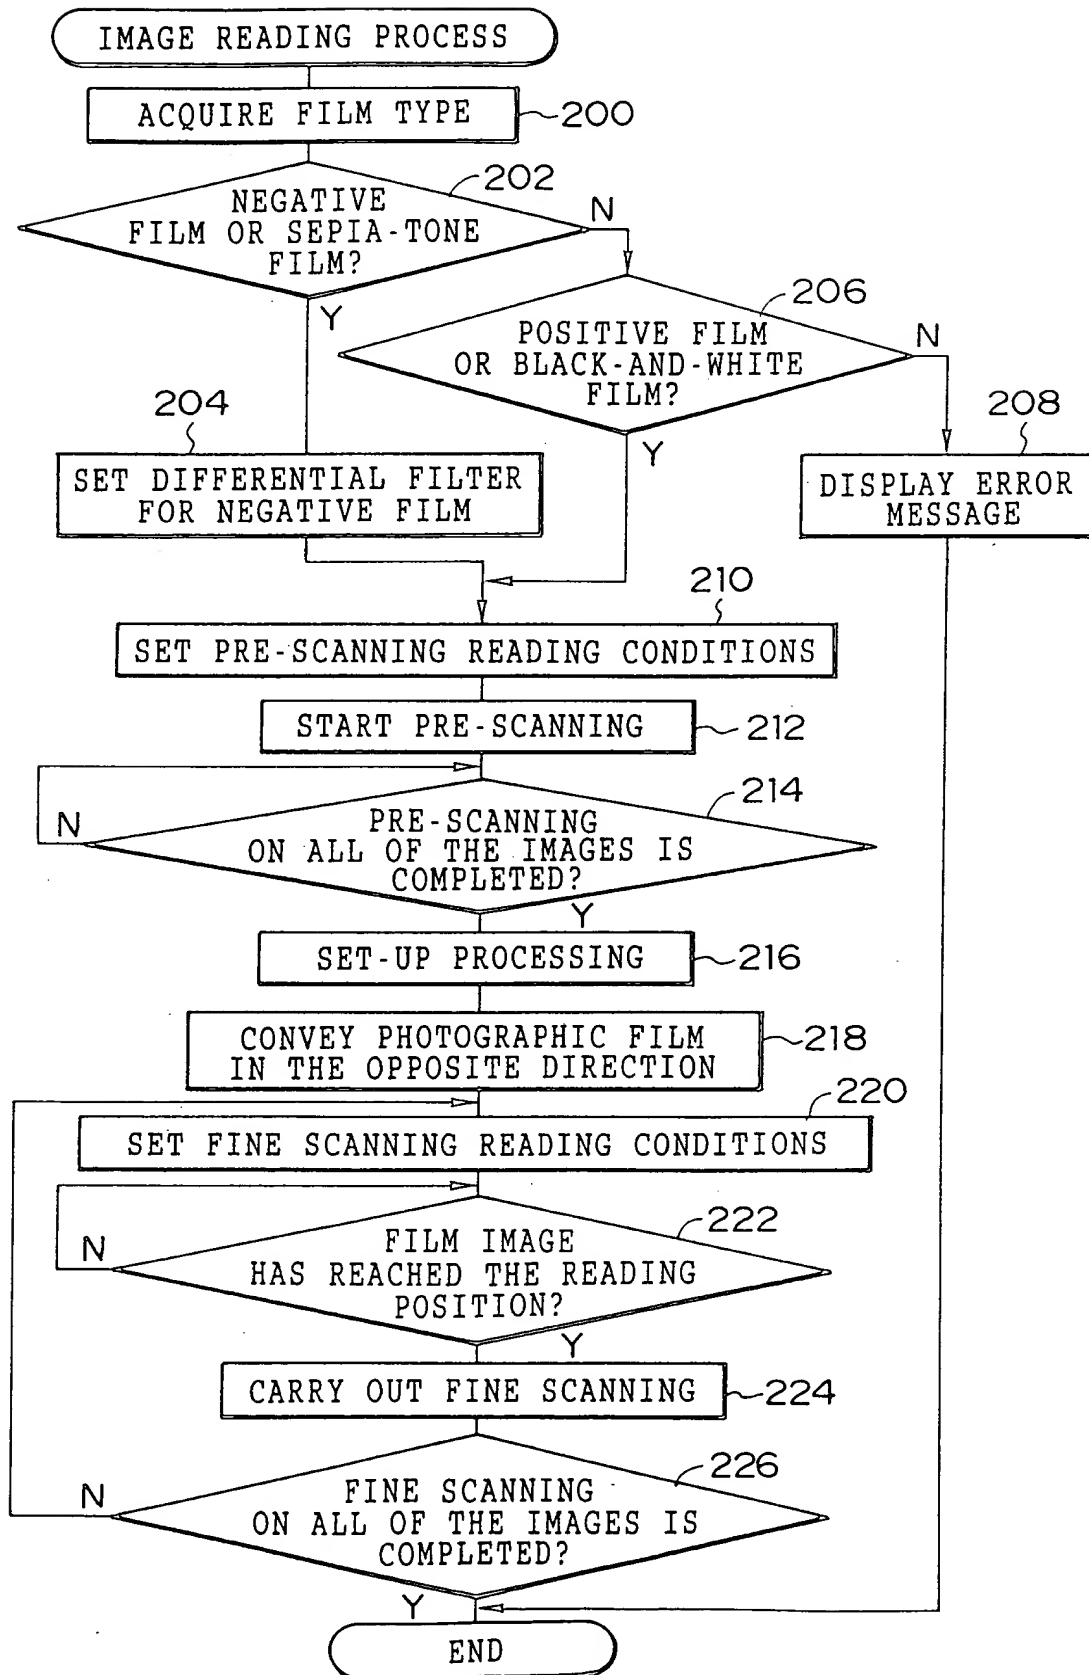 IMAGE READING PROCESS
ACQUIRE FILM TYPE
200
202
NEGATIVE
FILM OR SEPIA-TONE
FILM?
N
Y
206
POSITIVE FILM
OR BLACK-AND-WHITE
FILM?
N
Y
204
SET DIFFERENTIAL FILTER
FOR NEGATIVE FILM
208
DISPLAY ERROR
MESSAGE
210
SET PRE-SCANNING READING CONDITIONS
START PRE-SCANNING
212
214
N
PRE-SCANNING
ON ALL OF THE IMAGES IS
COMPLETED?
Y
SET-UP PROCESSING
216
CONVEY PHOTOGRAPHIC FILM
IN THE OPPOSITE DIRECTION
218
220
SET FINE SCANNING READING CONDITIONS
222
N
FILM IMAGE
HAS REACHED THE READING
POSITION?
Y
CARRY OUT FINE SCANNING
224
226
N
FINE SCANNING
ON ALL OF THE IMAGES IS
COMPLETED?
Y
END